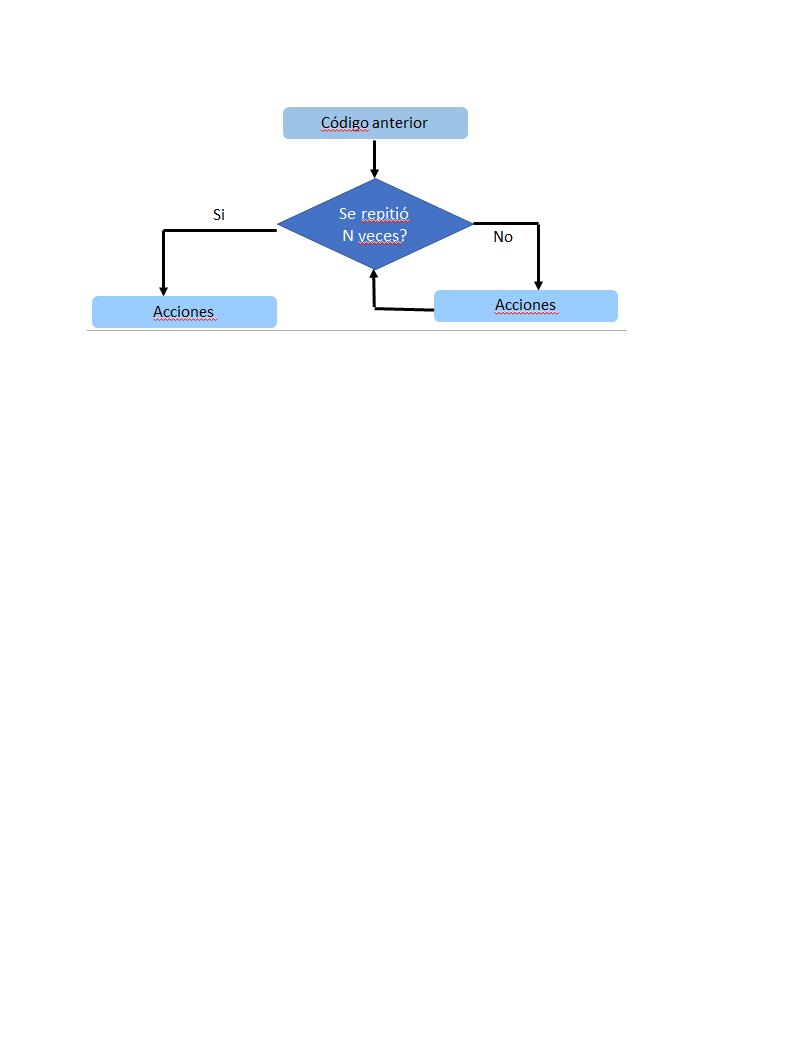 Código anterior
Si
Se repitió
N veces?
No
Acciones
Acciones